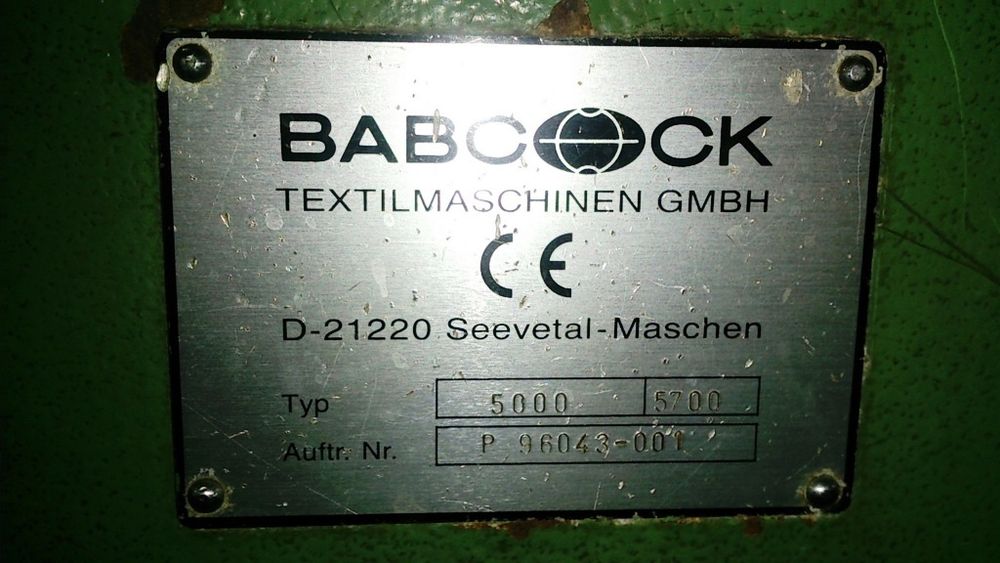 BABCOCK
TEXTILMASCHINEN GMBH
CE
D-21220 Seevetal-Maschen
Typ 5000 5700
Auftr. Nr. P 96043-001